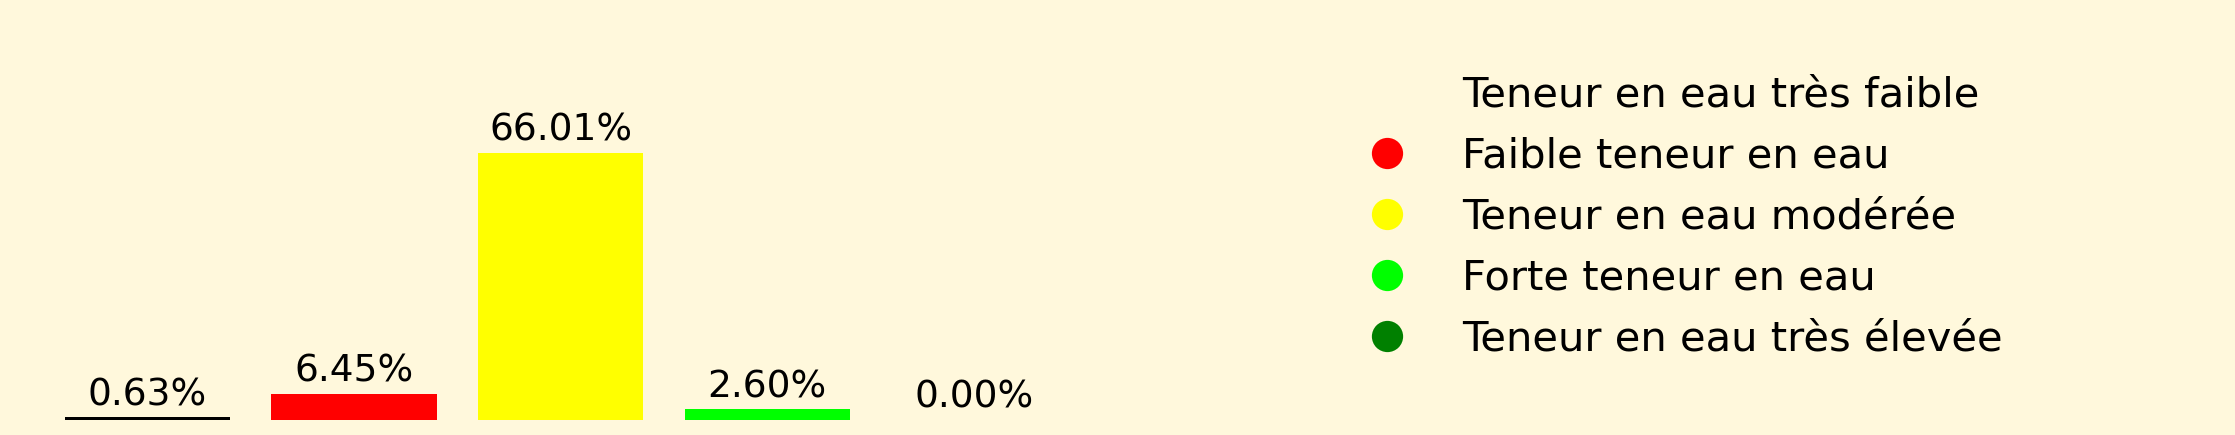 0.63%
6.45%
66.01%
2.60%
0.00%
Teneur en eau très faible
Faible teneur en eau
Teneur en eau modérée
Forte teneur en eau
Teneur en eau très élevée